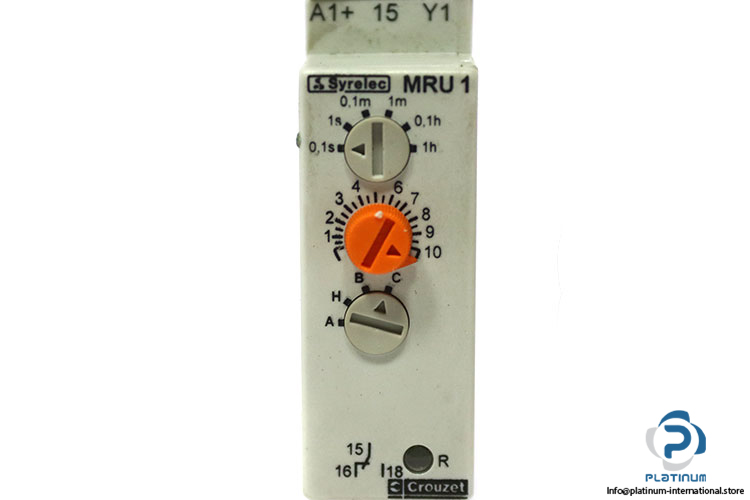 A1+ 15 Y1
Syrelec MRU 1
0,1m 1m
1s 0,1h
0,1s 1h
4 6
3 7
2 8
1 9
10
B C
H
A
15
16 18 R
Crouzet
PLATINUM
Info@platinum-international.store